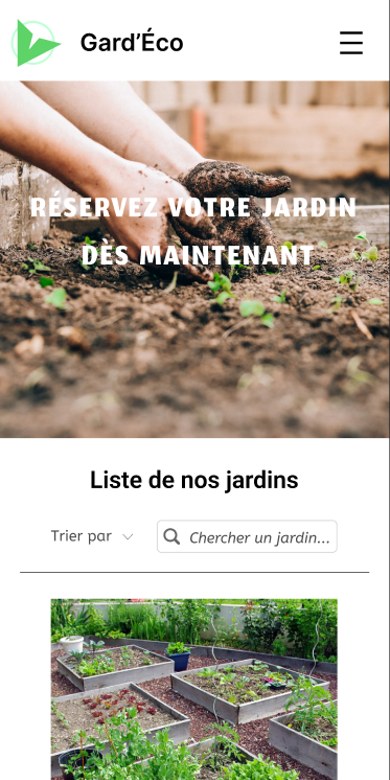 Gard’Éco
RÉSERVEZ VOTRE JARDIN
DÈS MAINTENANT
Liste de nos jardins
Trier par
Chercher un jardin...